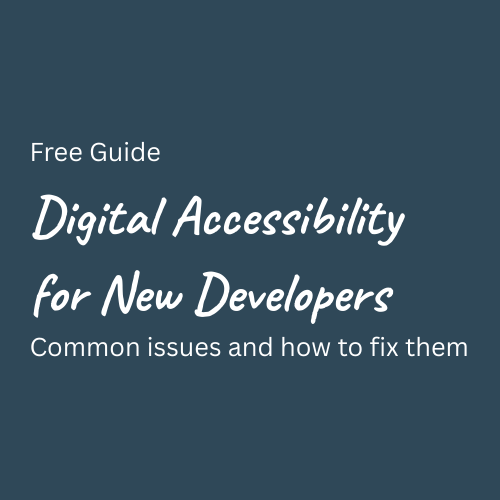 Free Guide
Digital Accessibility
for New Developers
Common issues and how to fix them